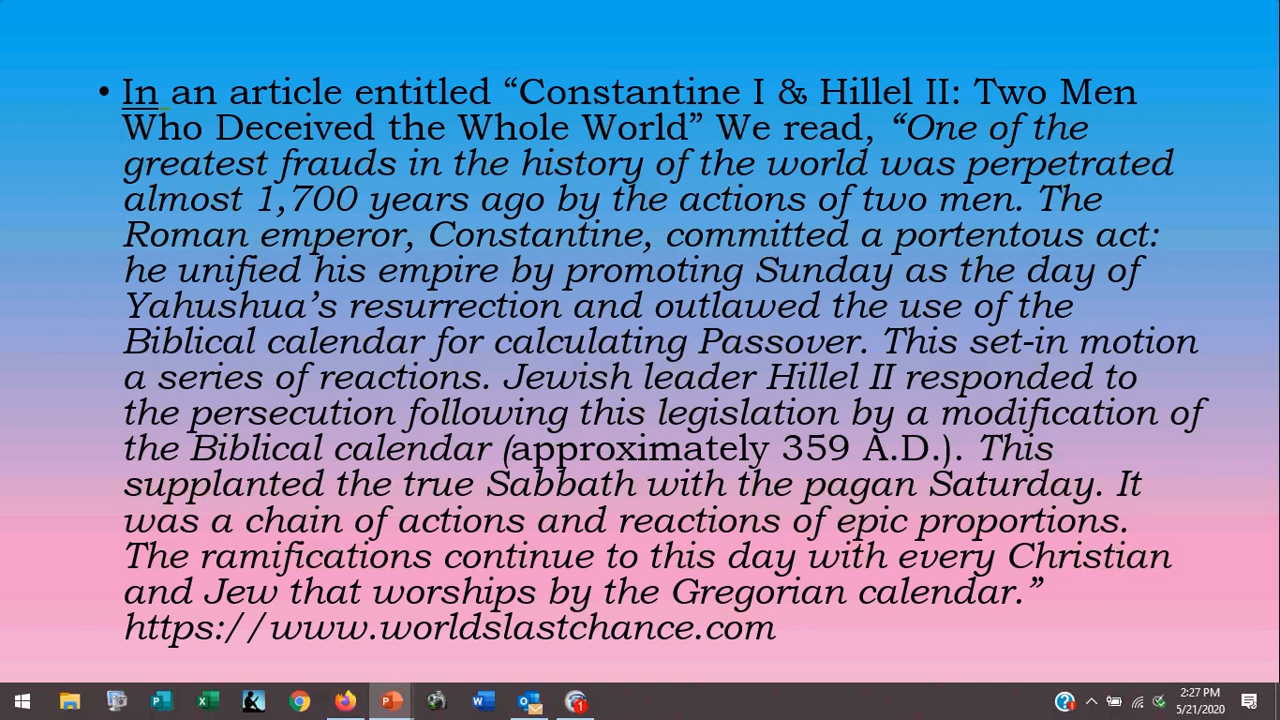 • In an article entitled “Constantine I & Hillel II: Two Men
Who Deceived the Whole World” We read, “One of the
greatest frauds in the history of the world was perpetrated
almost 1,700 years ago by the actions of two men. The
Roman emperor, Constantine, committed a portentous act:
he unified his empire by promoting Sunday as the day of
Yahushua’s resurrection and outlawed the use of the
Biblical calendar for calculating Passover. This set-in motion
a series of reactions. Jewish leader Hillel II responded to
the persecution following this legislation by a modification of
the Biblical calendar (approximately 359 A.D.). This
supplanted the true Sabbath with the pagan Saturday. It
was a chain of actions and reactions of epic proportions.
The ramifications continue to this day with every Christian
and Jew that worships by the Gregorian calendar.”
https://www.worldslastchance.com
2:27 PM
5/21/2020